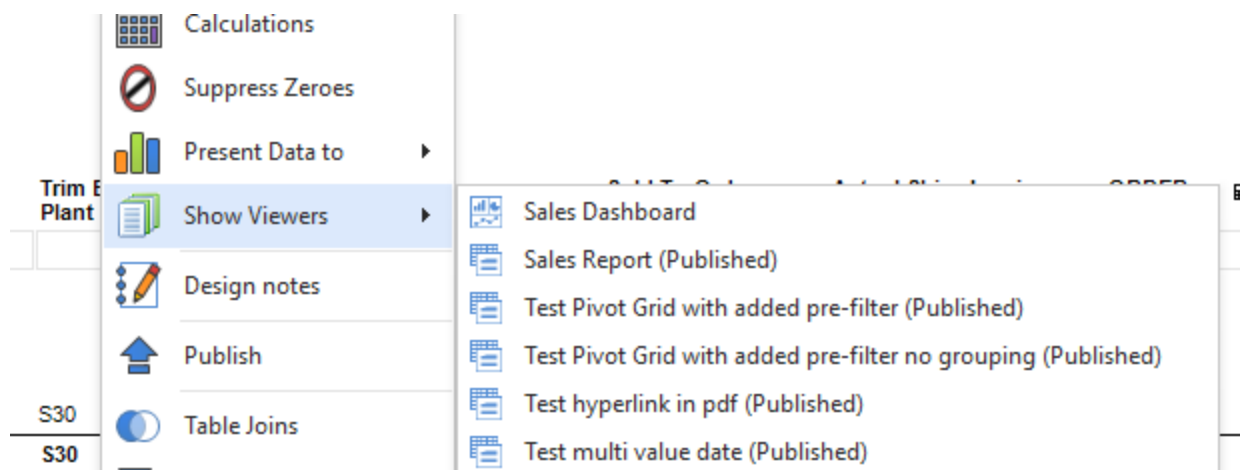 Calculations
Suppress Zeroes
Present Data to
Trim
Plant
Show Viewers
Sales Dashboard
Sales Report (Published)
Test Pivot Grid with added pre-filter (Published)
Design notes
Test Pivot Grid with added pre-filter no grouping (Published)
Publish
Test hyperlink in pdf (Published)
S30
Table Joins
Test multi value date (Published)
S30